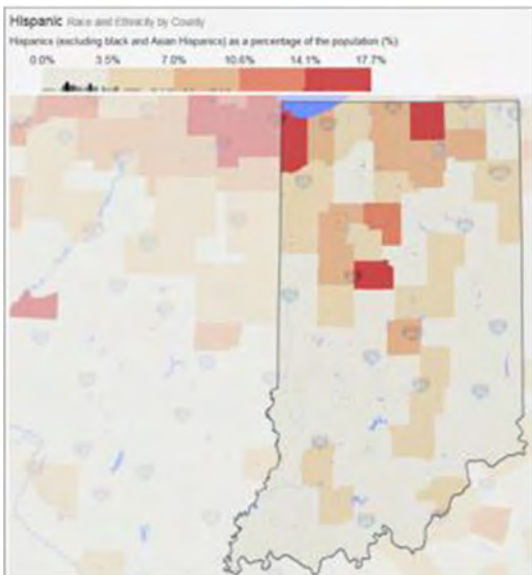 Hispanic Race and Ethnicity by County
Hispanics (excluding black and Asian Hispanics) as a percentage of the population (%):
0.0% 3.5% 7.0% 10.6% 14.1% 17.7%